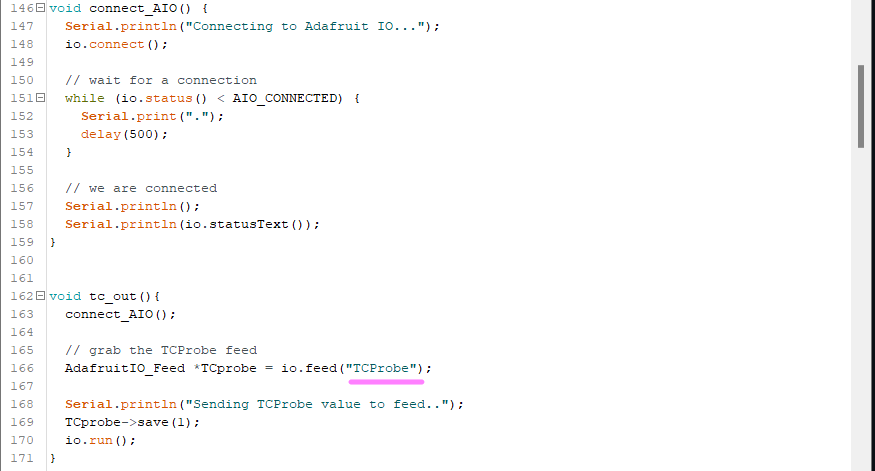 146 void connect_AIO() {
147 Serial.println("Connecting to Adafruit IO...");
148 io.connect();
149
150 // wait for a connection
151 while (io.status() < AIO_CONNECTED) {
152 Serial.print(".");
153 delay(500);
154 }
155
156 // we are connected
157 Serial.println();
158 Serial.println(io.statusText());
159 }
160
161
162 void tc_out(){
163 connect_AIO();
164
165 // grab the TCProbe feed
166 AdafruitIO_Feed *TCprobe = io.feed("TCProbe");
167
168 Serial.println("Sending TCProbe value to feed..");
169 TCprobe->save(1);
170 io.run();
171 }